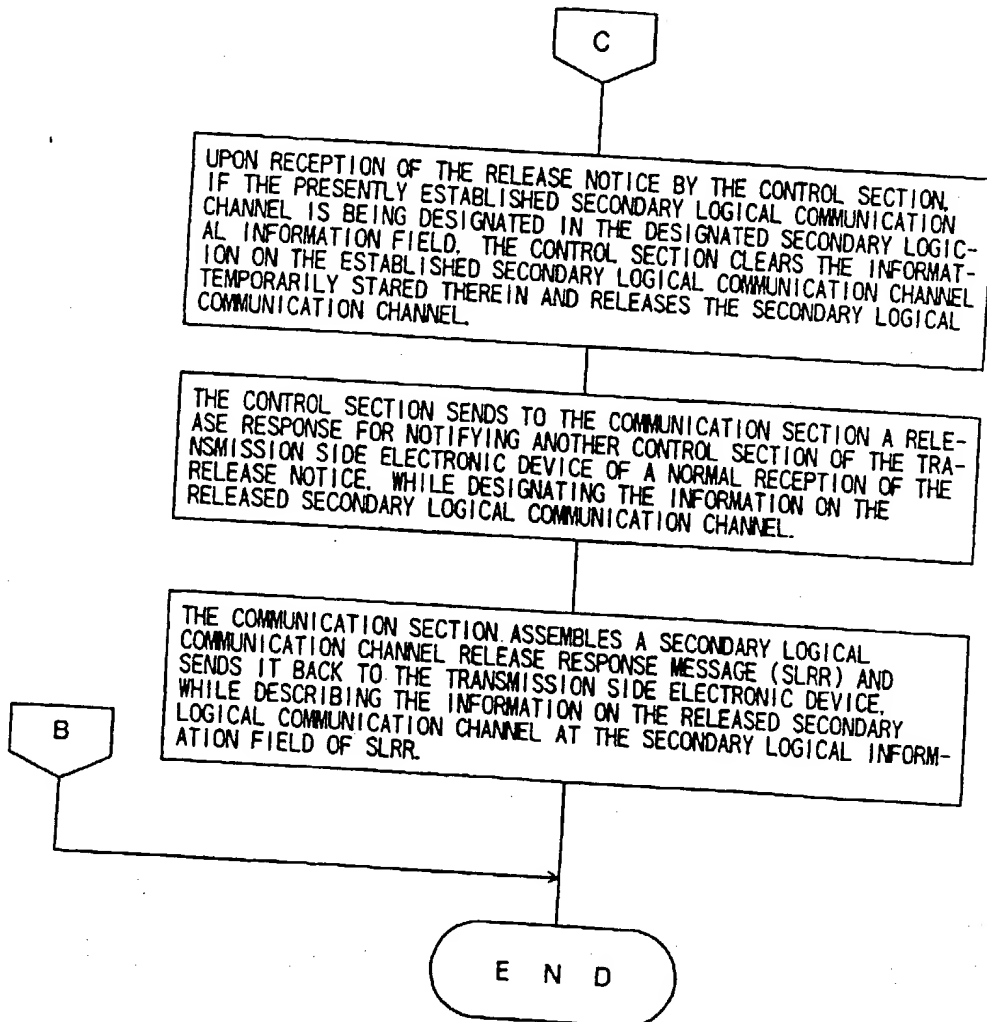 C
UPON RECEPTION OF THE RELEASE NOTICE BY THE CONTROL SECTION,
IF THE PRESENTLY ESTABLISHED SECONDARY LOGICAL COMMUNICATION
CHANNEL IS BEING DESIGNATED IN THE DESIGNATED SECONDARY LOGIC-
AL INFORMATION FIELD. THE CONTROL SECTION CLEARS THE INFORMAT-
ION ON THE ESTABLISHED SECONDARY LOGICAL COMMUNICATION CHANNEL
TEMPORARILY STARED THEREIN AND RELEASES THE SECONDARY LOGICAL
COMMUNICATION CHANNEL.
THE CONTROL SECTION SENDS TO THE COMMUNICATION SECTION A RELE-
ASE RESPONSE FOR NOTIFYING ANOTHER CONTROL SECTION OF THE TRA-
NSMISSION SIDE ELECTRONIC DEVICE OF A NORMAL RECEPTION OF THE
RELEASE NOTICE. WHILE DESIGNATING THE INFORMATION ON THE
RELEASED SECONDARY LOGICAL COMMUNICATION CHANNEL.
THE COMMUNICATION SECTION ASSEMBLES A SECONDARY LOGICAL
COMMUNICATION CHANNEL RELEASE RESPONSE MESSAGE (SLRR) AND
SENDS IT BACK TO THE TRANSMISSION SIDE ELECTRONIC DEVICE,
WHILE DESCRIBING THE INFORMATION ON THE RELEASED SECONDARY
LOGICAL COMMUNICATION CHANNEL AT THE SECONDARY LOGICAL INFORM-
ATION FIELD OF SLRR.
B
END